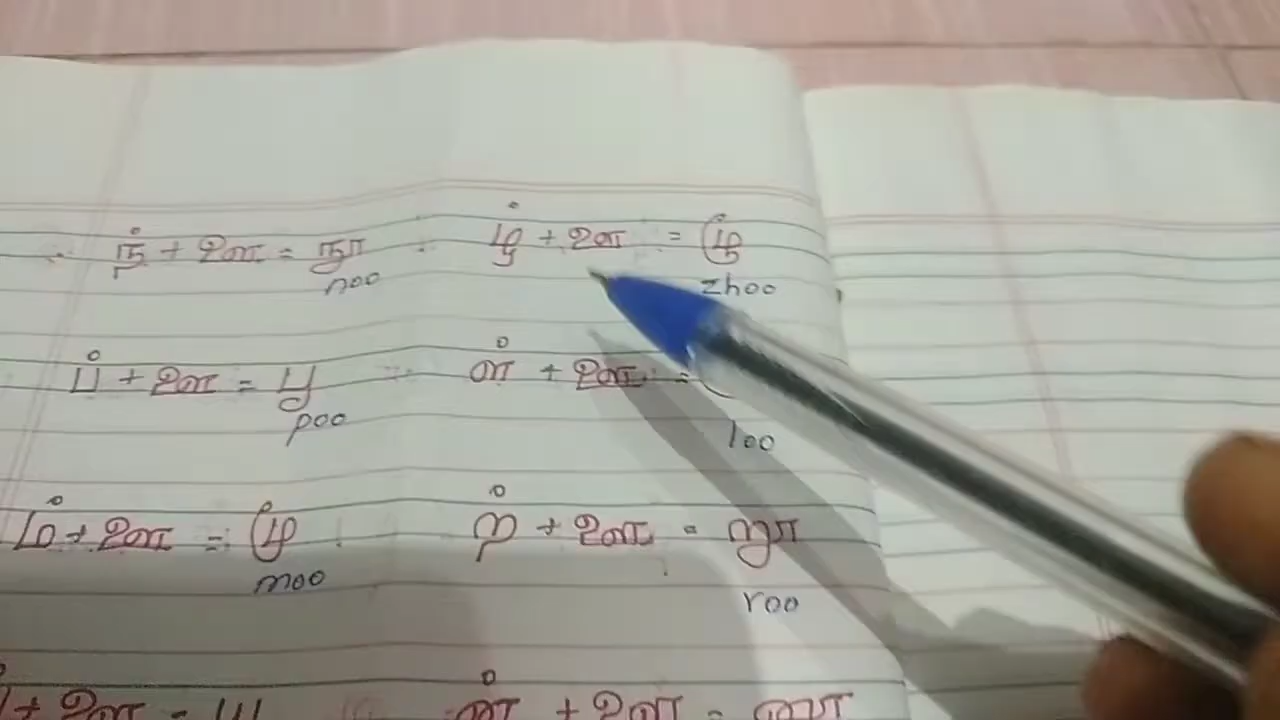 ந் + ஊ = நூ
noo
ழ் + ஊ = ழூ
zhoo
ப் + ஊ = பூ
poo
ள் + ஊ =
loo
ம் + ஊ = மூ
moo
ற் + ஊ = றூ
roo
+ ஊ =
ன் + ஊ = னூ